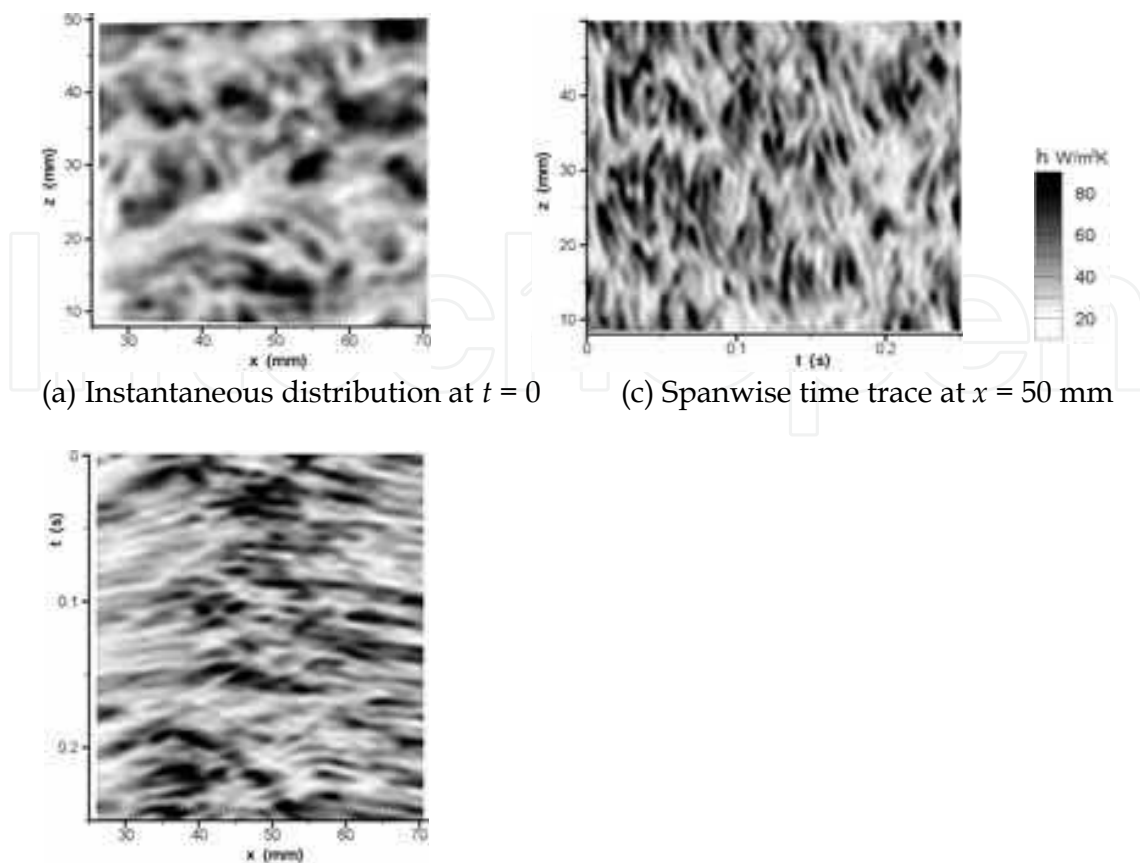 50
40
30
20
10
z (mm)
30 40 50 60 70
x (mm)
40
30
20
10
z (mm)
0 0.1 0.2
t (s)
h W/m²K
80
60
40
20
(a) Instantaneous distribution at t = 0
(c) Spanwise time trace at x = 50 mm
0
0.1
0.2
t (s)
30 40 50 60 70
x (mm)